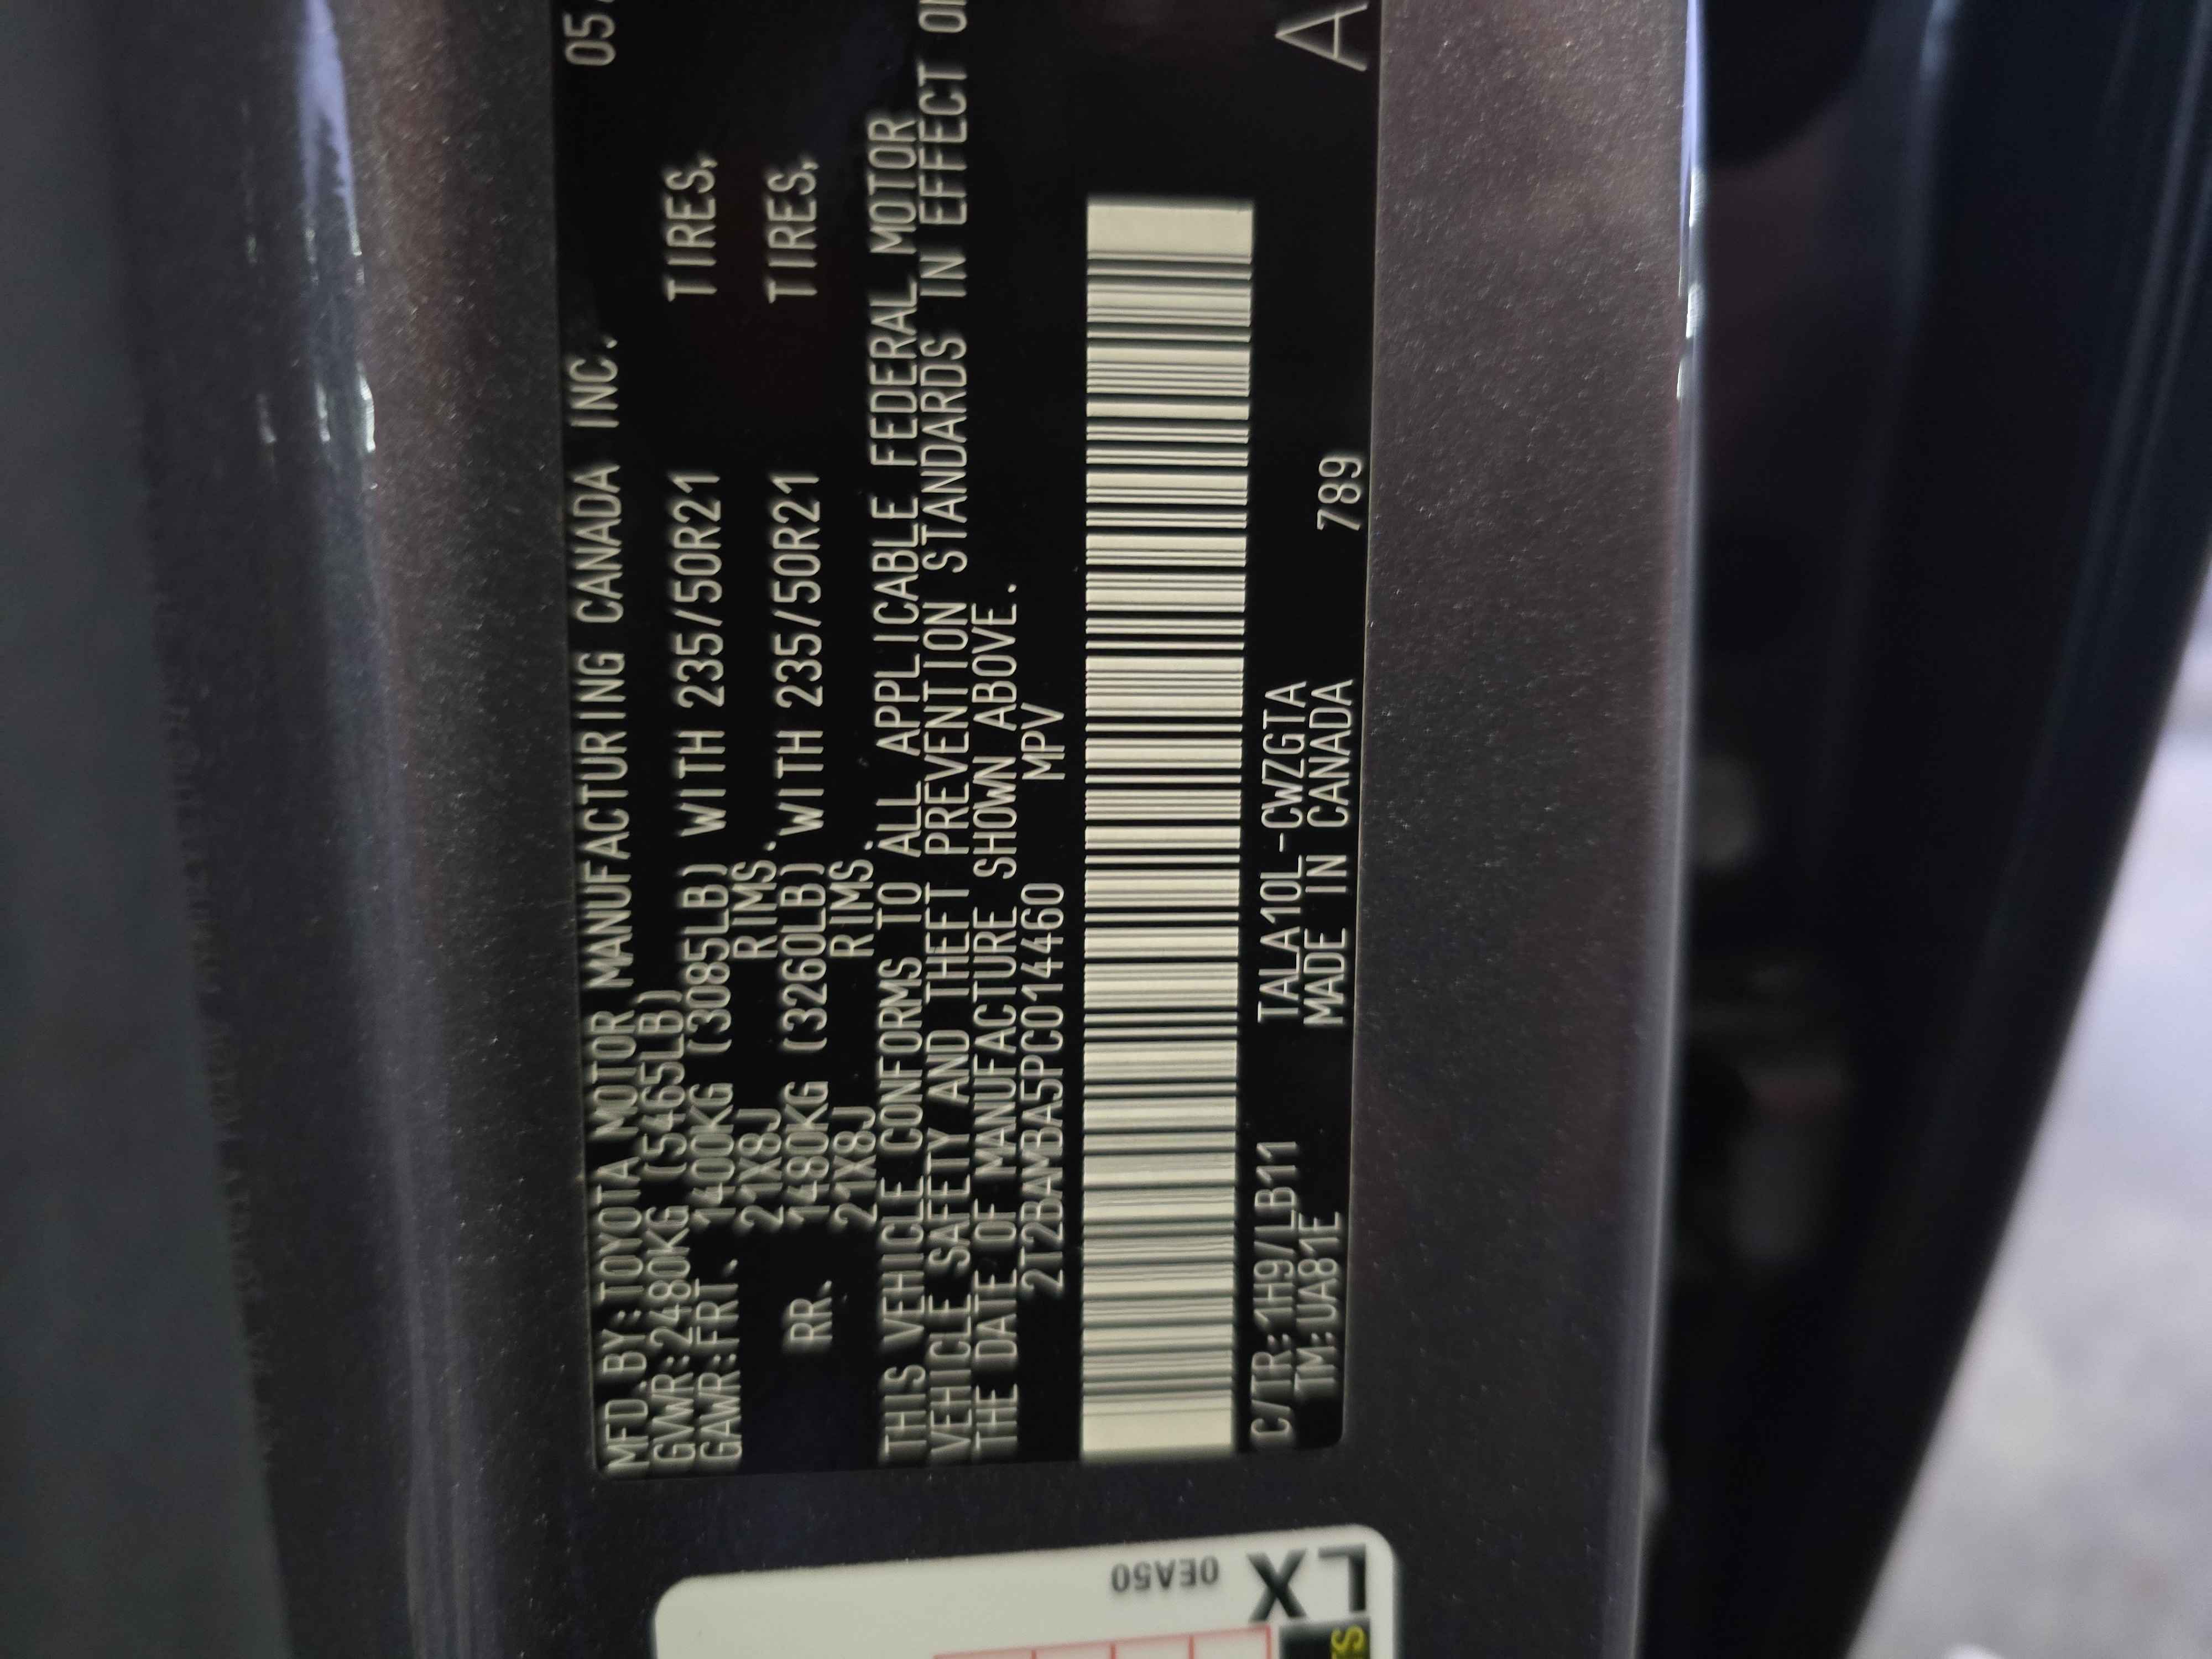 MFD.BY:TOYOTA MOTOR MANUFACTURING CANADA INC. 05/
GVWR:2480KG (5465LB)
GAWR:FRT. 1400KG (3085LB) WITH 235/50R21 TIRES,
21X8J RIMS.
RR. 1480KG (3260LB) WITH 235/50R21 TIRES,
21X8J RIMS.
THIS VEHICLE CONFORMS TO ALL APPLICABLE FEDERAL MOTOR
VEHICLE SAFETY AND THEFT PREVENTION STANDARDS IN EFFECT
THE DATE OF MANUFACTURE SHOWN ABOVE.
2T2BAMBA5PC014460 MPV
C/TR:1H9/LB11 TALA10L-CWZGTA
TM:UA81E MADE IN CANADA 789 A
0EA50
LX